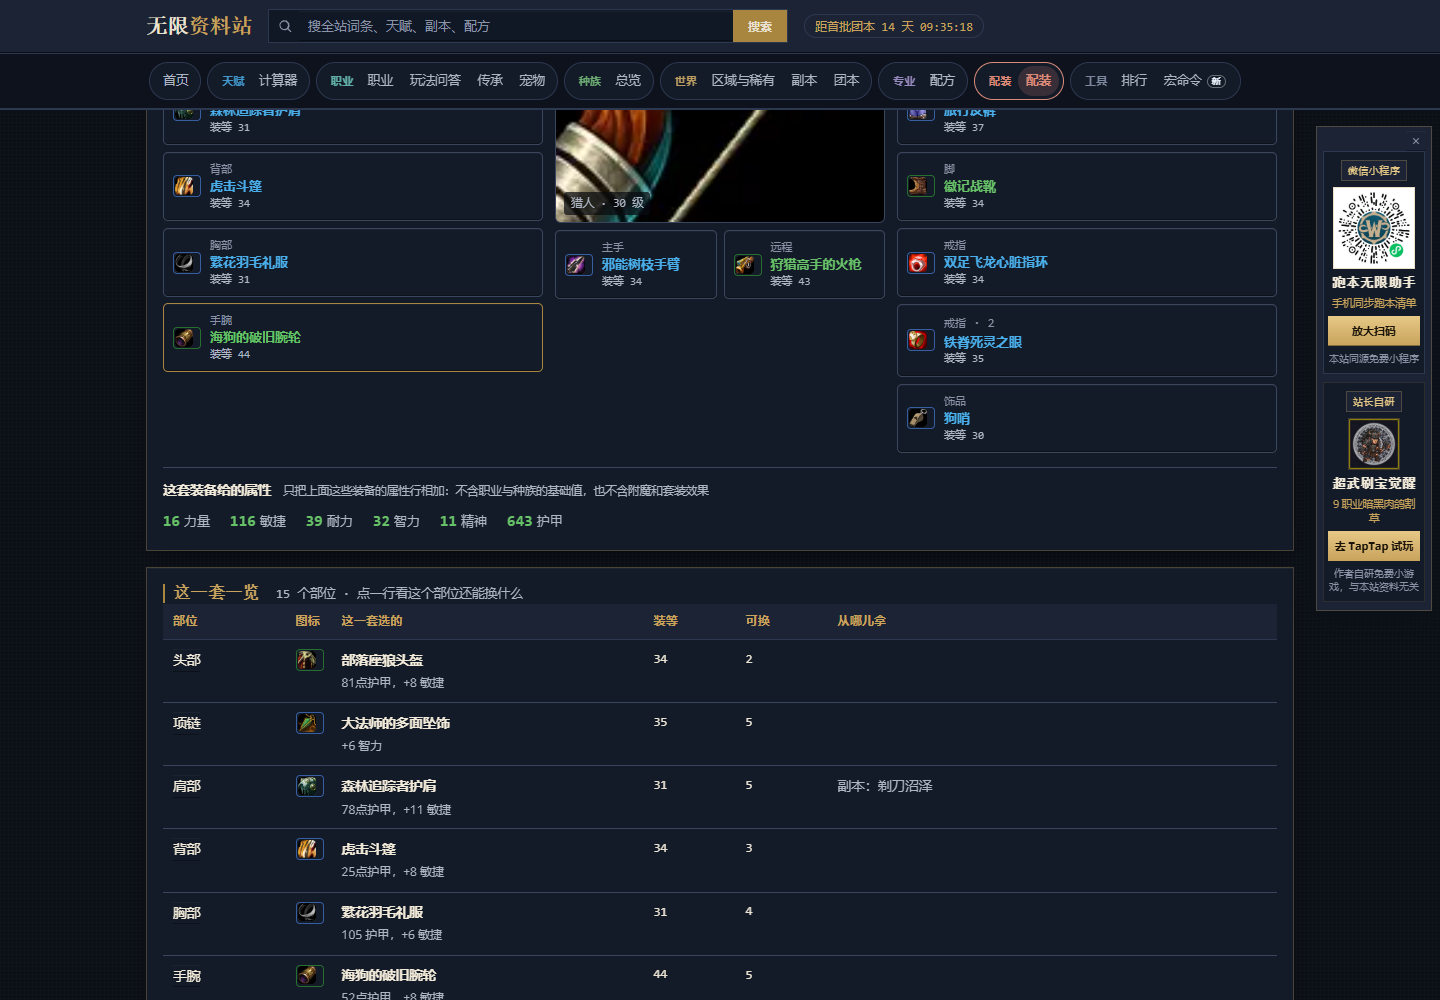 无限资料站
搜全站词条、天赋、副本、配方
搜索
距首批团本 14 天 09:35:18
首页
天赋 计算器
职业 职业 玩法问答 传承 宠物
种族 总览
世界 区域与稀有 副本 团本
专业 配方
配装 配装
工具 排行 宏命令 新
森林追踪者护肩
装等 31
背部
虎击斗篷
装等 34
胸部
繁花羽毛礼服
装等 31
手腕
海狗的破旧腕轮
装等 44
猎人 · 30 级
主手
邪能树枝手臂
装等 34
远程
狩猎高手的火枪
装等 43
旅行皮裤
装等 37
脚
徽记战靴
装等 34
戒指
双足飞龙心脏指环
装等 34
戒指 · 2
铁脊死灵之眼
装等 35
饰品
狗哨
装等 30
这套装备给的属性 只把上面这些装备的属性行相加：不含职业与种族的基础值，也不含附魔和套装效果
16 力量 116 敏捷 39 耐力 32 智力 11 精神 643 护甲
这一套一览 15 个部位 · 点一行看这个部位还能换什么
部位 图标 这一套选的 装等 可换 从哪儿拿
头部 部落座狼头盔 34 2
81点护甲，+8 敏捷
项链 大法师的多面坠饰 35 5
+6 智力
肩部 森林追踪者护肩 31 5 副本：剃刀沼泽
78点护甲，+11 敏捷
背部 虎击斗篷 34 3
25点护甲，+8 敏捷
胸部 繁花羽毛礼服 31 4
105 护甲，+6 敏捷
手腕 海狗的破旧腕轮 44 5
52点护甲，+8 敏捷
×
微信小程序
跑本无限助手
手机同步跑本清单
放大扫码
本站同源免费小程序
站长自研
超武刷宝觉醒
9 职业暗黑肉鸽割
草
去 TapTap 试玩
作者自研免费小游
戏，与本站资料无关